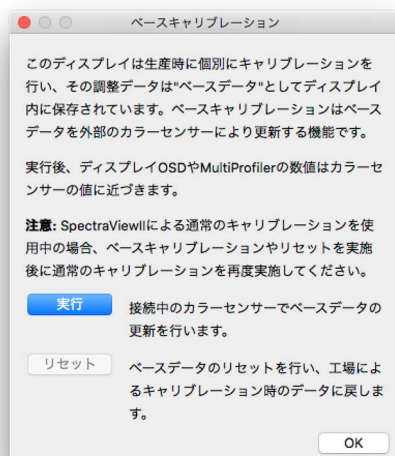 ベースキャリブレーション
このディスプレイは生産時に個別にキャリブレーションを
行い、その調整データは"ベースデータ"としてディスプレイ
内に保存されています。ベースキャリブレーションはベース
データを外部のカラーセンサーにより更新する機能です。
実行後、ディスプレイOSDやMultiProfilerの数値はカラーセ
ンサーの値に近づきます。
注意: SpectraViewIIによる通常のキャリブレーションを使
用中の場合、ベースキャリブレーションやリセットを実施
後に通常のキャリブレーションを再度実施してください。
実行
接続中のカラーセンサーでベースデータの
更新を行います。
リセット
ベースデータのリセットを行い、工場によ
るキャリブレーション時のデータに戻しま
す。
OK